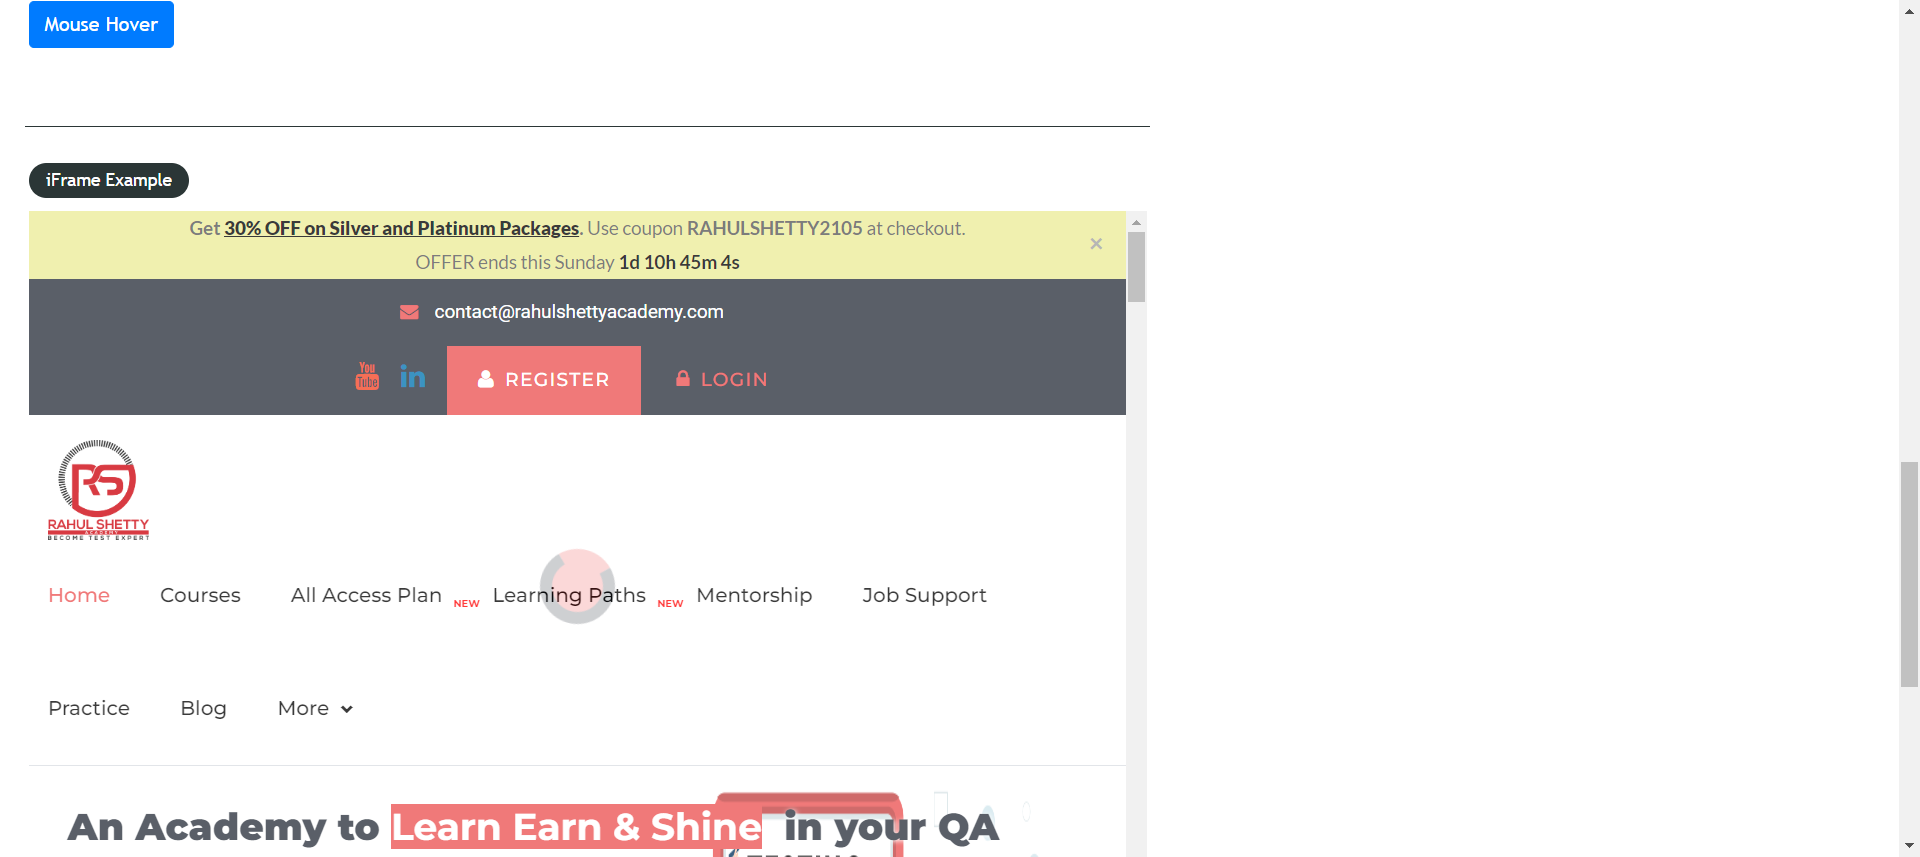 Mouse Hover
iFrame Example
Get 30% OFF on Silver and Platinum Packages. Use coupon RAHULSHETTY2105 at checkout.
OFFER ends this Sunday 1d 10h 45m 4s
×
contact@rahulshettyacademy.com
You Tube in REGISTER LOGIN
RS
RAHUL SHETTY
ACADEMY
BECOME TEST EXPERT
Home Courses All Access Plan NEW Learning Paths NEW Mentorship Job Support
Practice Blog More
An Academy to Learn Earn & Shine in your QA